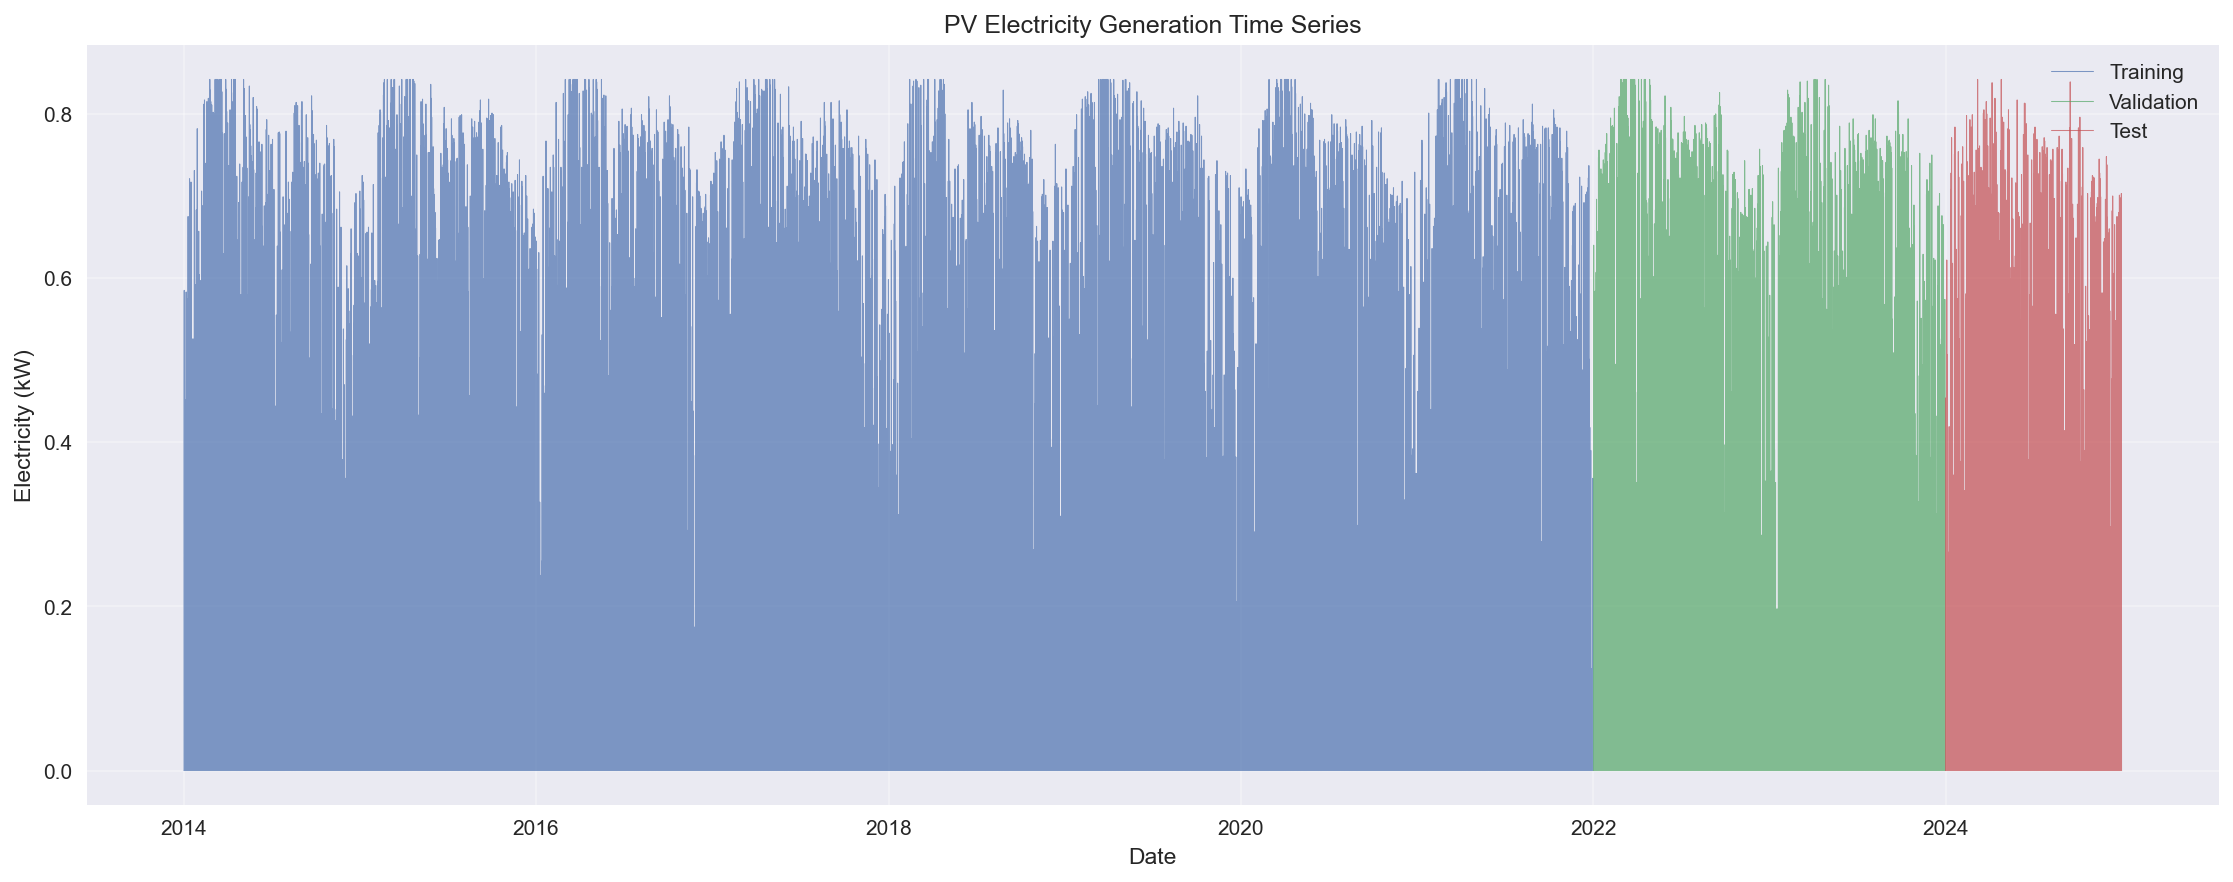 PV Electricity Generation Time Series
Training
Validation
Test
Electricity (kW)
0.8
0.6
0.4
0.2
0.0
2014 2016 2018 2020 2022 2024
Date